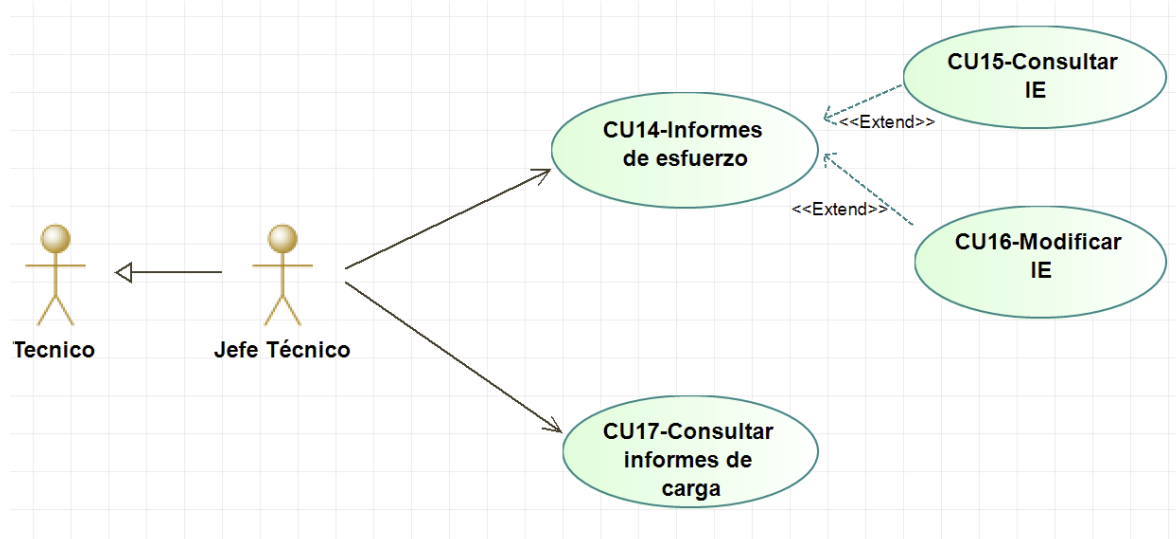 CU15-Consultar
IE
<<Extend>>
CU14-Informes
de esfuerzo
<<Extend>>
CU16-Modificar
IE
Tecnico
Jefe Técnico
CU17-Consultar
informes de
carga